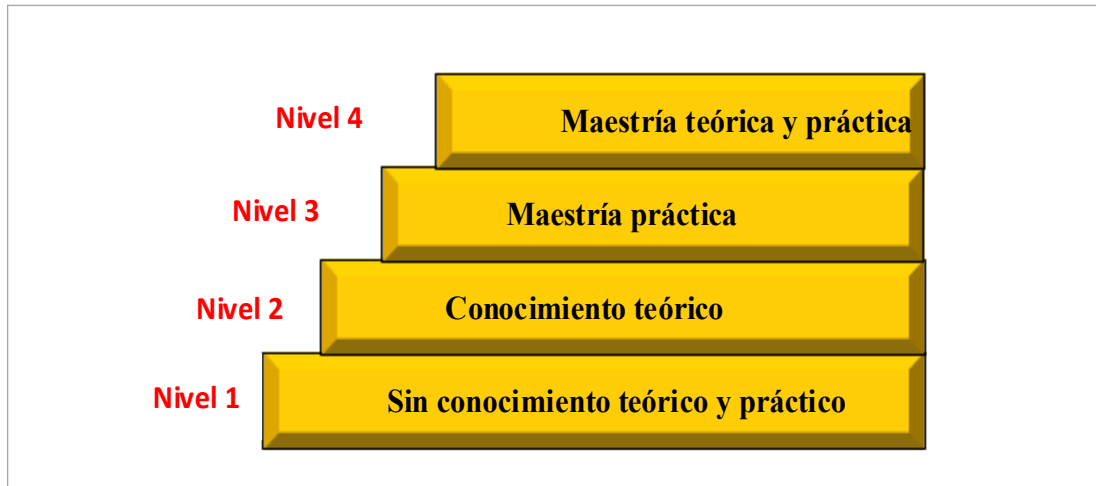 Nivel 4 Maestría teórica y práctica
Nivel 3 Maestría práctica
Nivel 2 Conocimiento teórico
Nivel 1 Sin conocimiento teórico y práctico